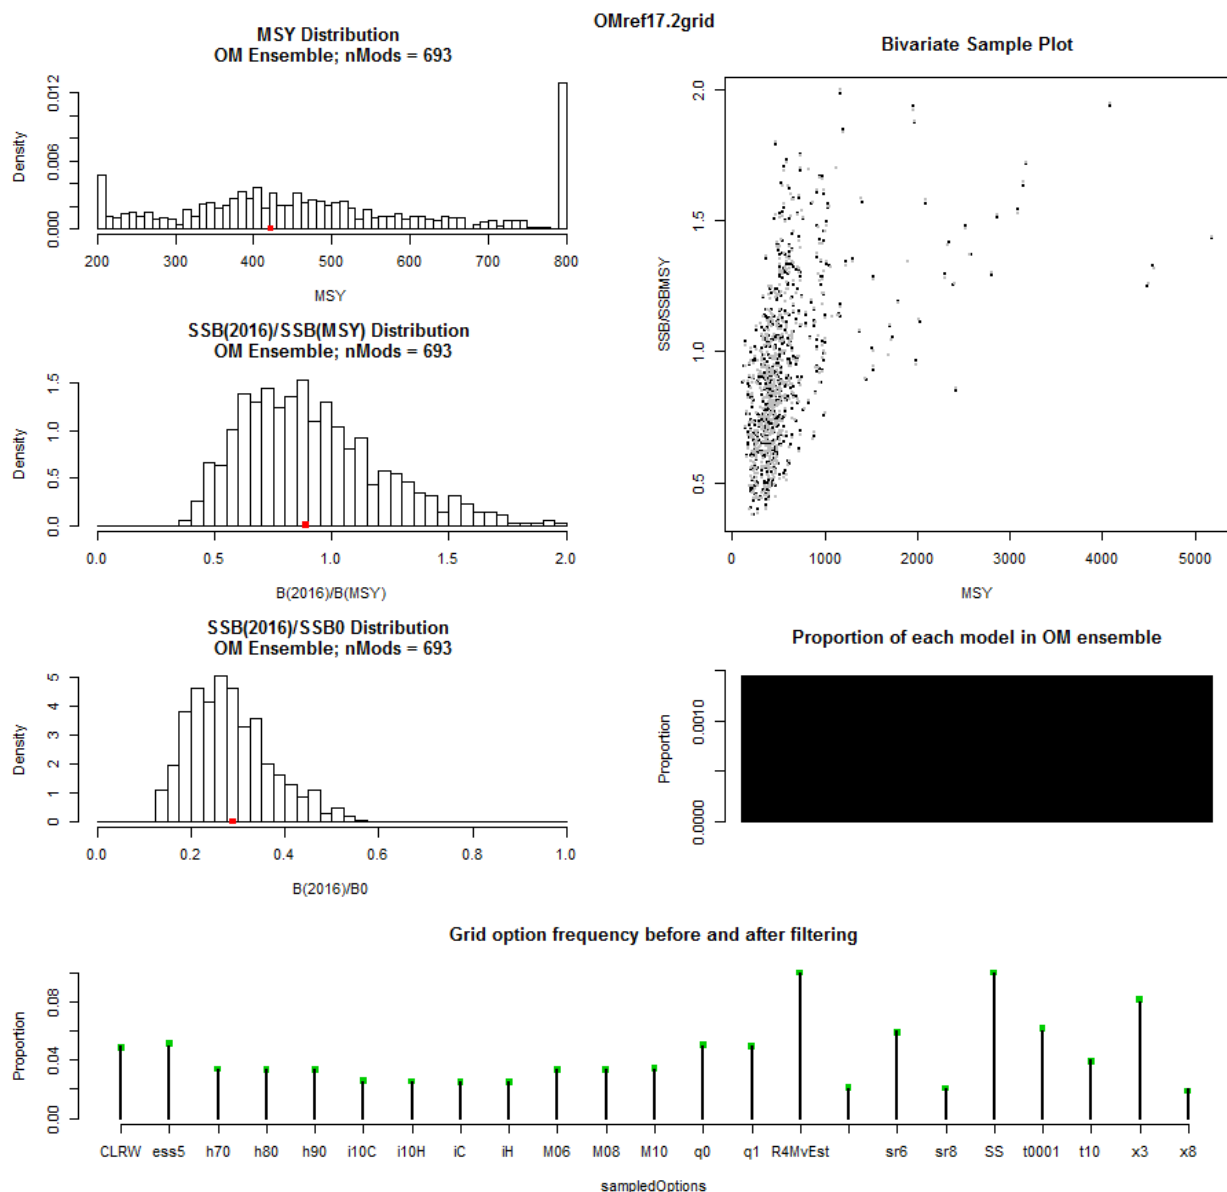 OMref17.2grid
MSY Distribution
OM Ensemble; nMods = 693
Density
0.000 0.006 0.012
200 300 400 500 600 700 800
MSY
Bivariate Sample Plot
SSB/SSBMSY
0.5 1.0 1.5 2.0
0 1000 2000 3000 4000 5000
MSY
SSB(2016)/SSB(MSY) Distribution
OM Ensemble; nMods = 693
Density
0.0 0.5 1.0 1.5
0.0 0.5 1.0 1.5 2.0
B(2016)/B(MSY)
SSB(2016)/SSB0 Distribution
OM Ensemble; nMods = 693
Density
0 1 2 3 4 5
0.0 0.2 0.4 0.6 0.8 1.0
B(2016)/B0
Proportion of each model in OM ensemble
Proportion
0.0000 0.0010
Grid option frequency before and after filtering
Proportion
0.00 0.04 0.08
CLRW ess5 h70 h80 h90 i10C i10H iC iH M06 M08 M10 q0 q1 R4MvEst sr6 sr8 SS t0001 t10 x3 x8
sampledOptions